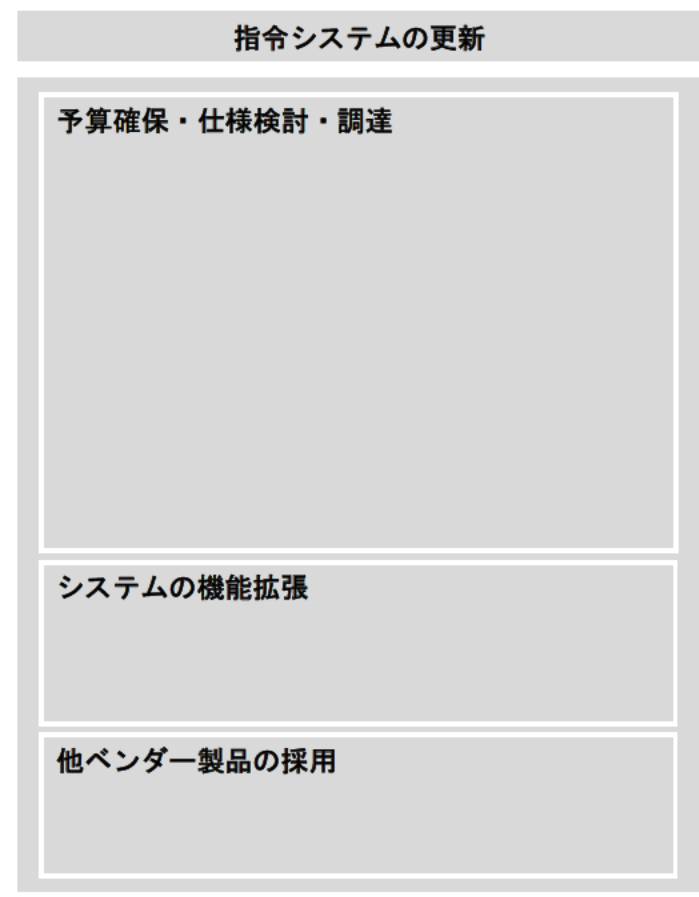 指令システムの更新
予算確保・仕様検討・調達
システムの機能拡張
他ベンダー製品の採用